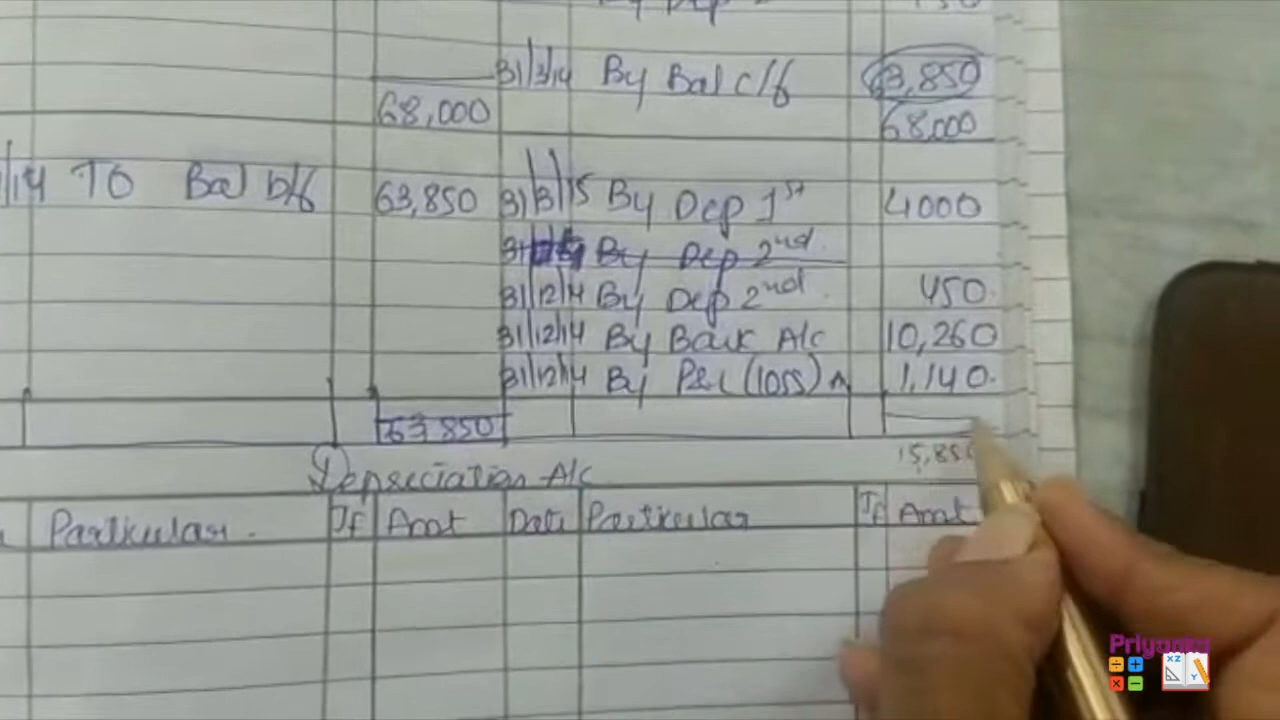 31/3/14 By Bal c/f 63,850
68,000 68,000
/14 To Bal b/f 63,850 31/3/15 By Dep 1st 4000
By Dep 2nd
31/12/14 By Dep 2nd 450
31/12/14 By Bank A/c 10,260
31/12/14 By P&L (loss) 1,140
63,850
Depreciation A/c 15,85
Particular Jf Amt Date Particular Jf Amt
Priyanka
XZ
Y